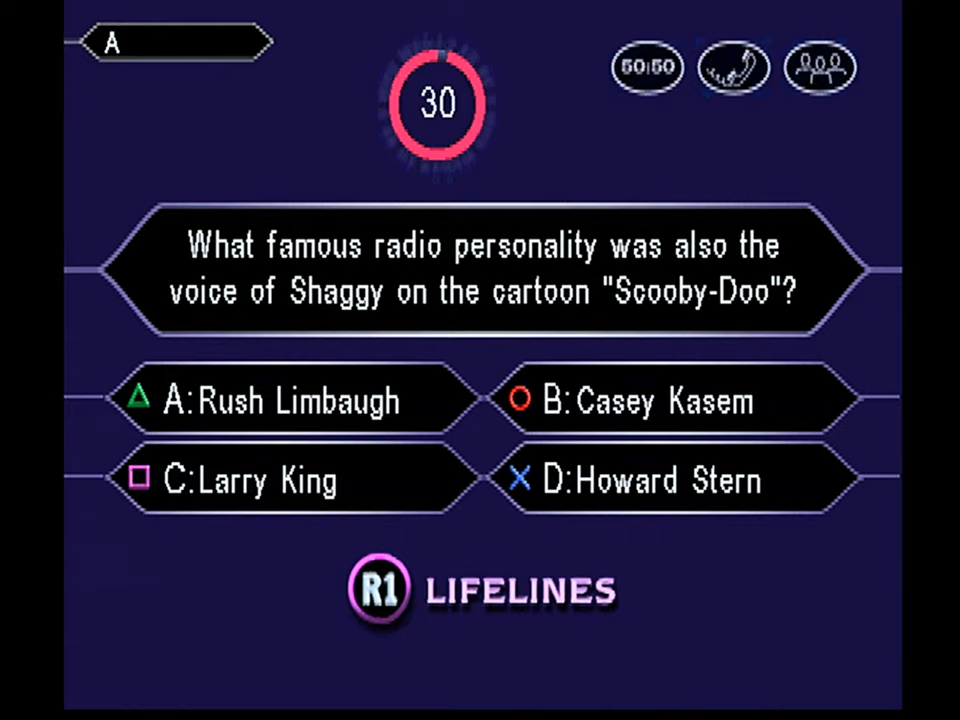 A
30
50:50
What famous radio personality was also the
voice of Shaggy on the cartoon "Scooby-Doo"?
A: Rush Limbaugh
B: Casey Kasem
C: Larry King
D: Howard Stern
R1 LIFELINES